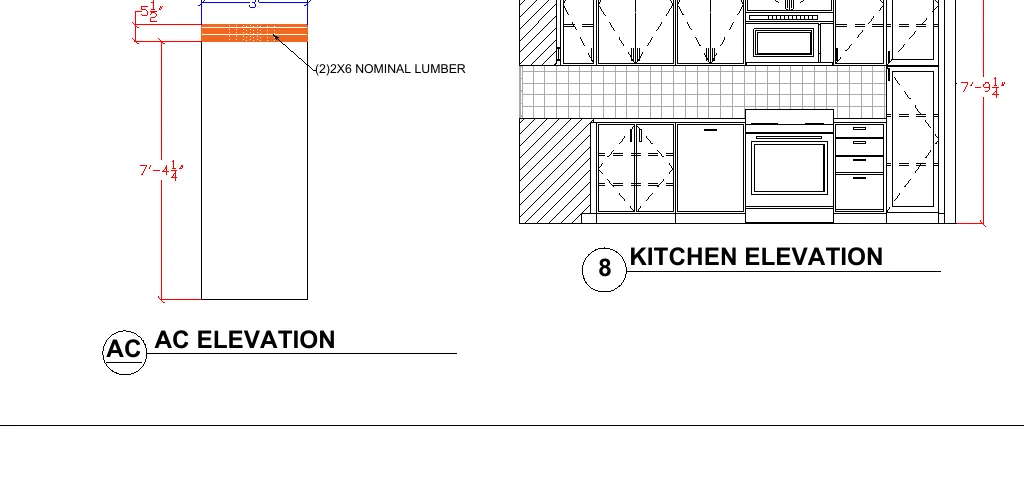 5 1/2"
3'
(2)2X6 NOMINAL LUMBER
7'-9 1/4"
7'-4 1/4"
8 KITCHEN ELEVATION
AC AC ELEVATION